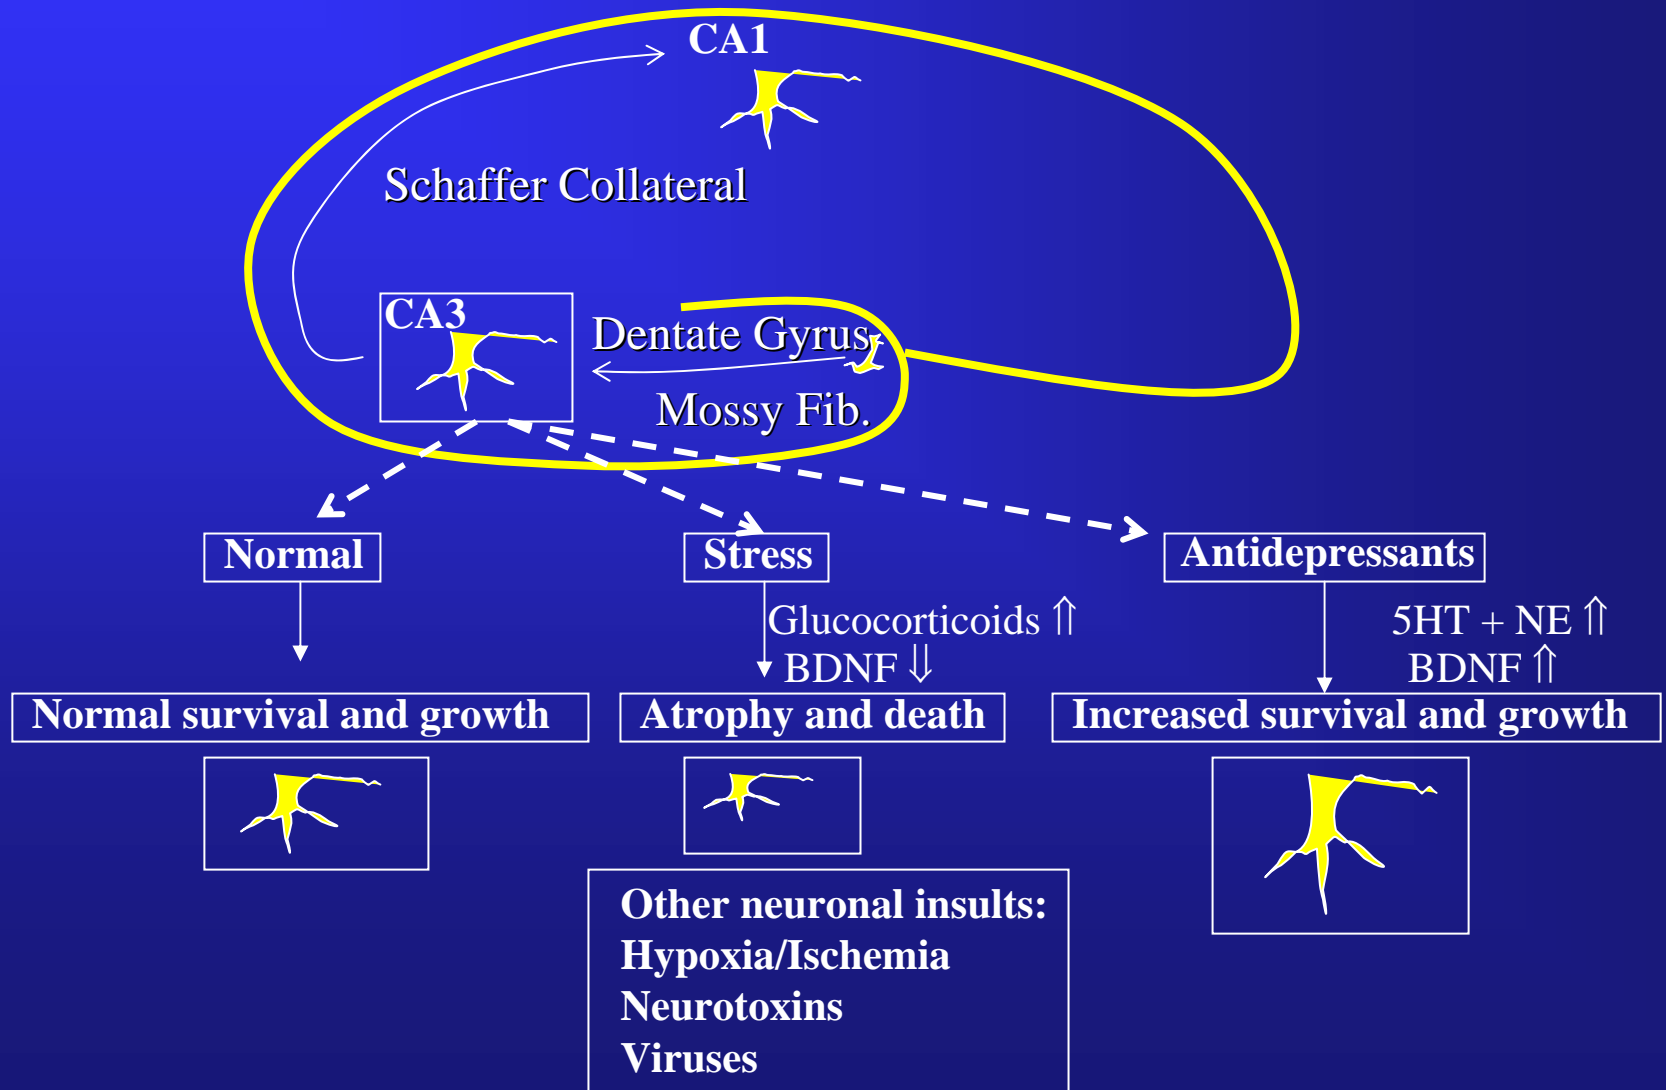 CA1
Schaffer Collateral
CA3
Dentate Gyrus
Mossy Fib.
Normal
Stress
Antidepressants
Glucocorticoids ⇑
BDNF ⇓
5HT + NE ⇑
BDNF ⇑
Normal survival and growth
Atrophy and death
Increased survival and growth
Other neuronal insults:
Hypoxia/Ischemia
Neurotoxins
Viruses